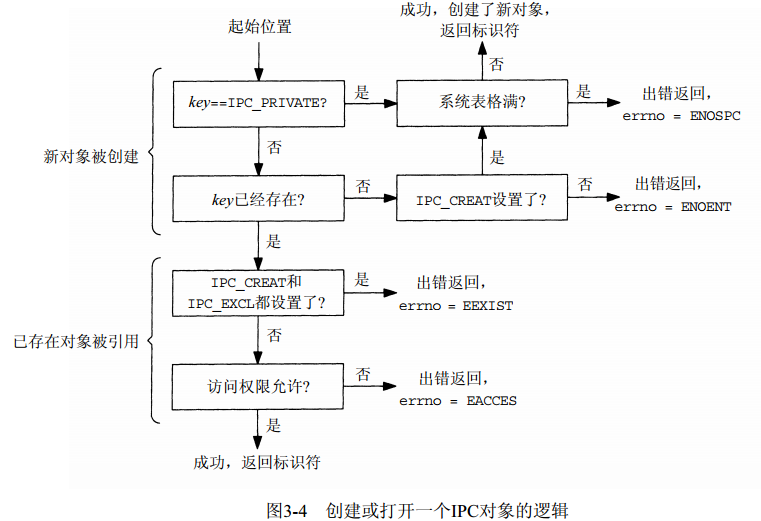 起始位置
成功，创建了新对象，
返回标识符
否
key==IPC_PRIVATE?
是
系统表格满?
是
出错返回，
errno = ENOSPC
新对象被创建
否
是
key已经存在?
否
IPC_CREAT设置了?
否
出错返回，
errno = ENOENT
是
IPC_CREAT和
IPC_EXCL都设置了?
是
出错返回，
errno = EEXIST
已存在对象被引用
否
访问权限允许?
否
出错返回，
errno = EACCES
是
成功，返回标识符
图3-4 创建或打开一个IPC对象的逻辑